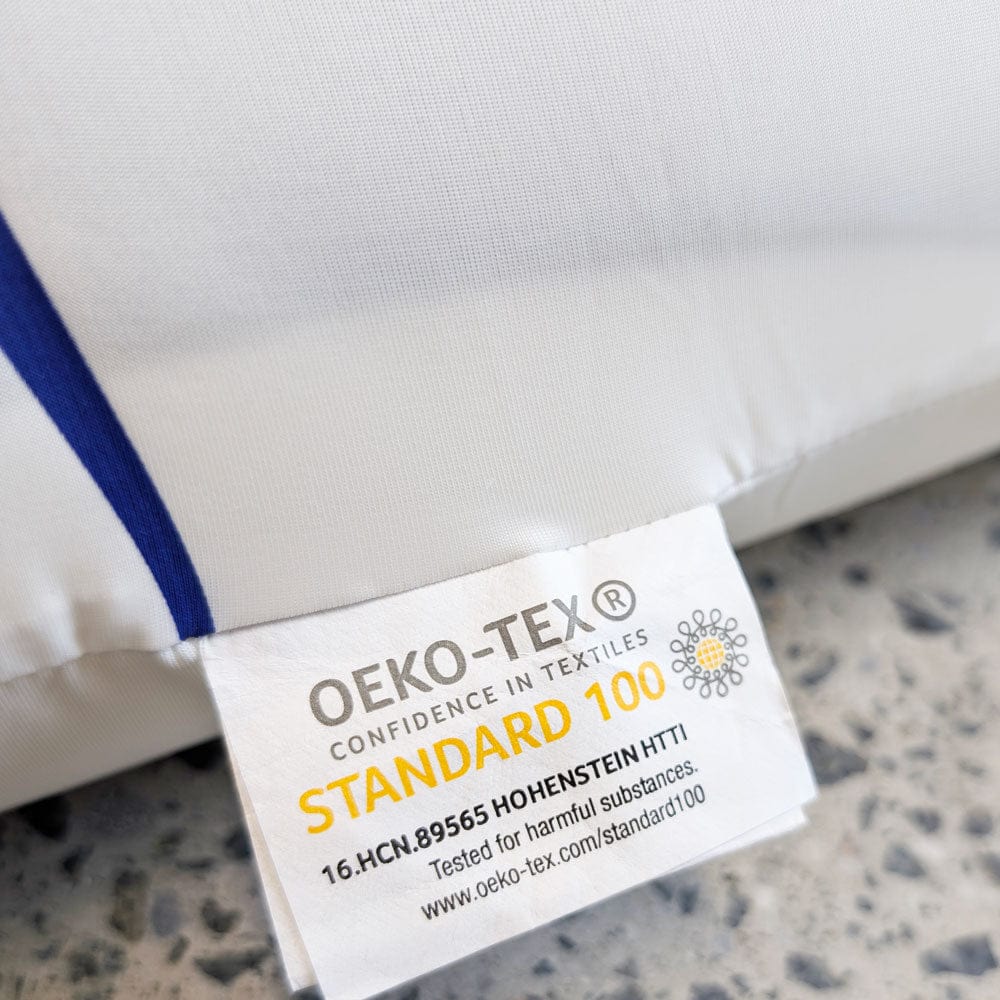 OEKO-TEX®
CONFIDENCE IN TEXTILES
STANDARD 100
16.HCN.89565 HOHENSTEIN HTTI
Tested for harmful substances.
www.oeko-tex.com/standard100